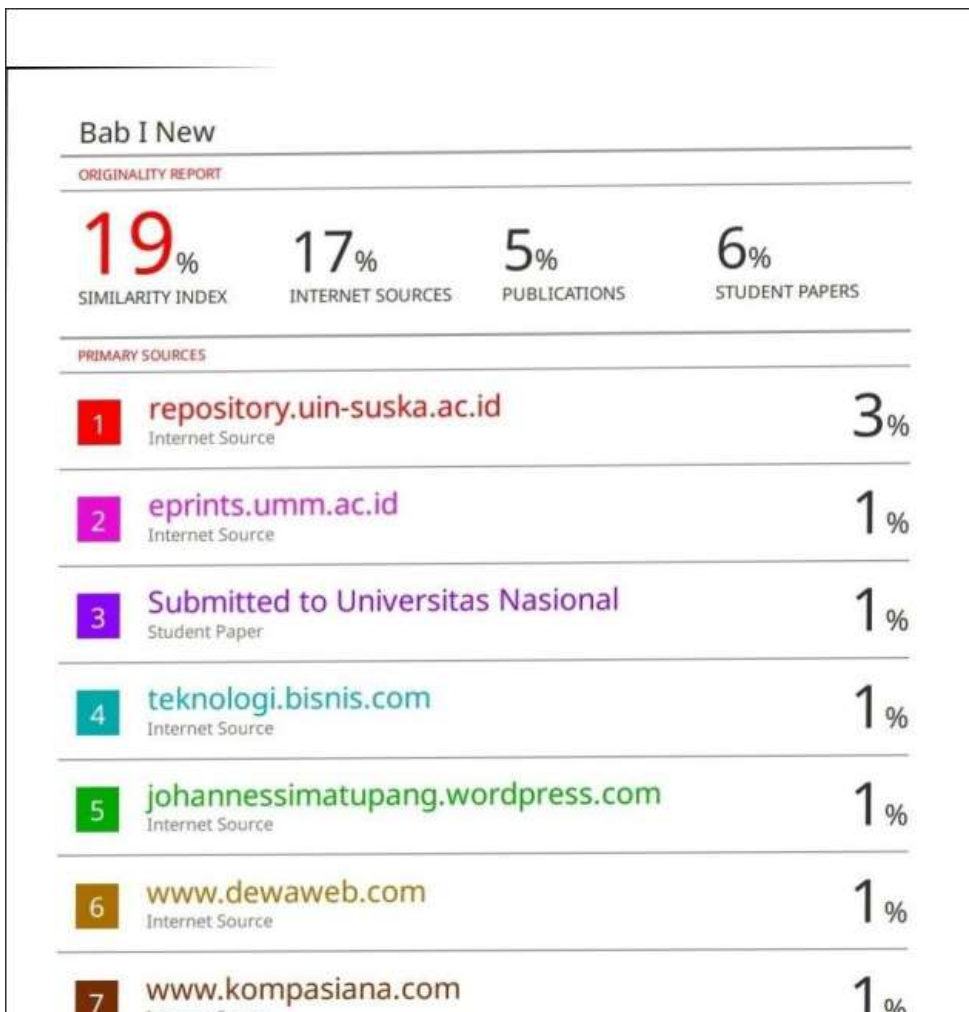 Bab I New
ORIGINALITY REPORT
19% 17% 5% 6%
SIMILARITY INDEX INTERNET SOURCES PUBLICATIONS STUDENT PAPERS
PRIMARY SOURCES
1 repository.uin-suska.ac.id 3%
Internet Source
2 eprints.umm.ac.id 1%
Internet Source
3 Submitted to Universitas Nasional 1%
Student Paper
4 teknologi.bisnis.com 1%
Internet Source
5 johannessimatupang.wordpress.com 1%
Internet Source
6 www.dewaweb.com 1%
Internet Source
7 www.kompasiana.com 1%